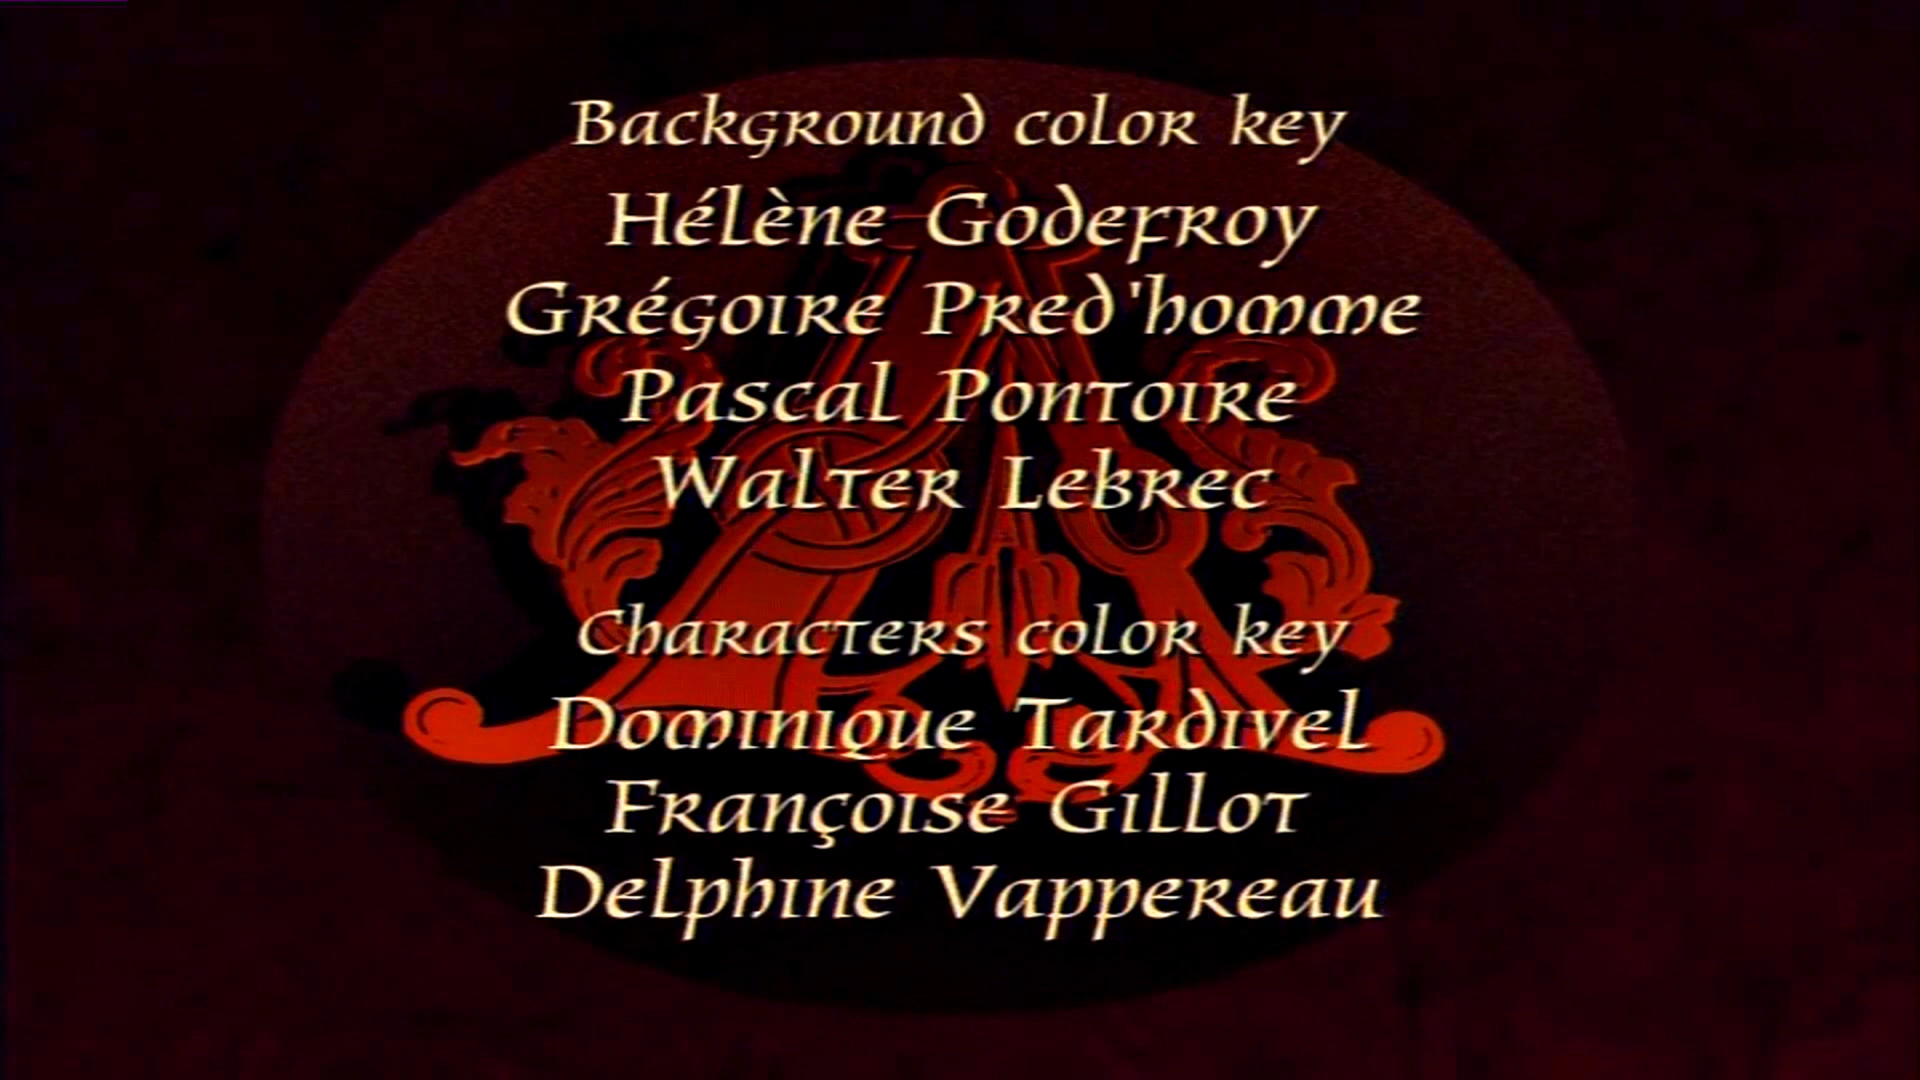 Background color key
Hélène Godefroy
Grégoire Pred'homme
Pascal Pontoire
Walter Lebrec
Characters color key
Dominique Tardivel
Françoise Gillot
Delphine Vappereau